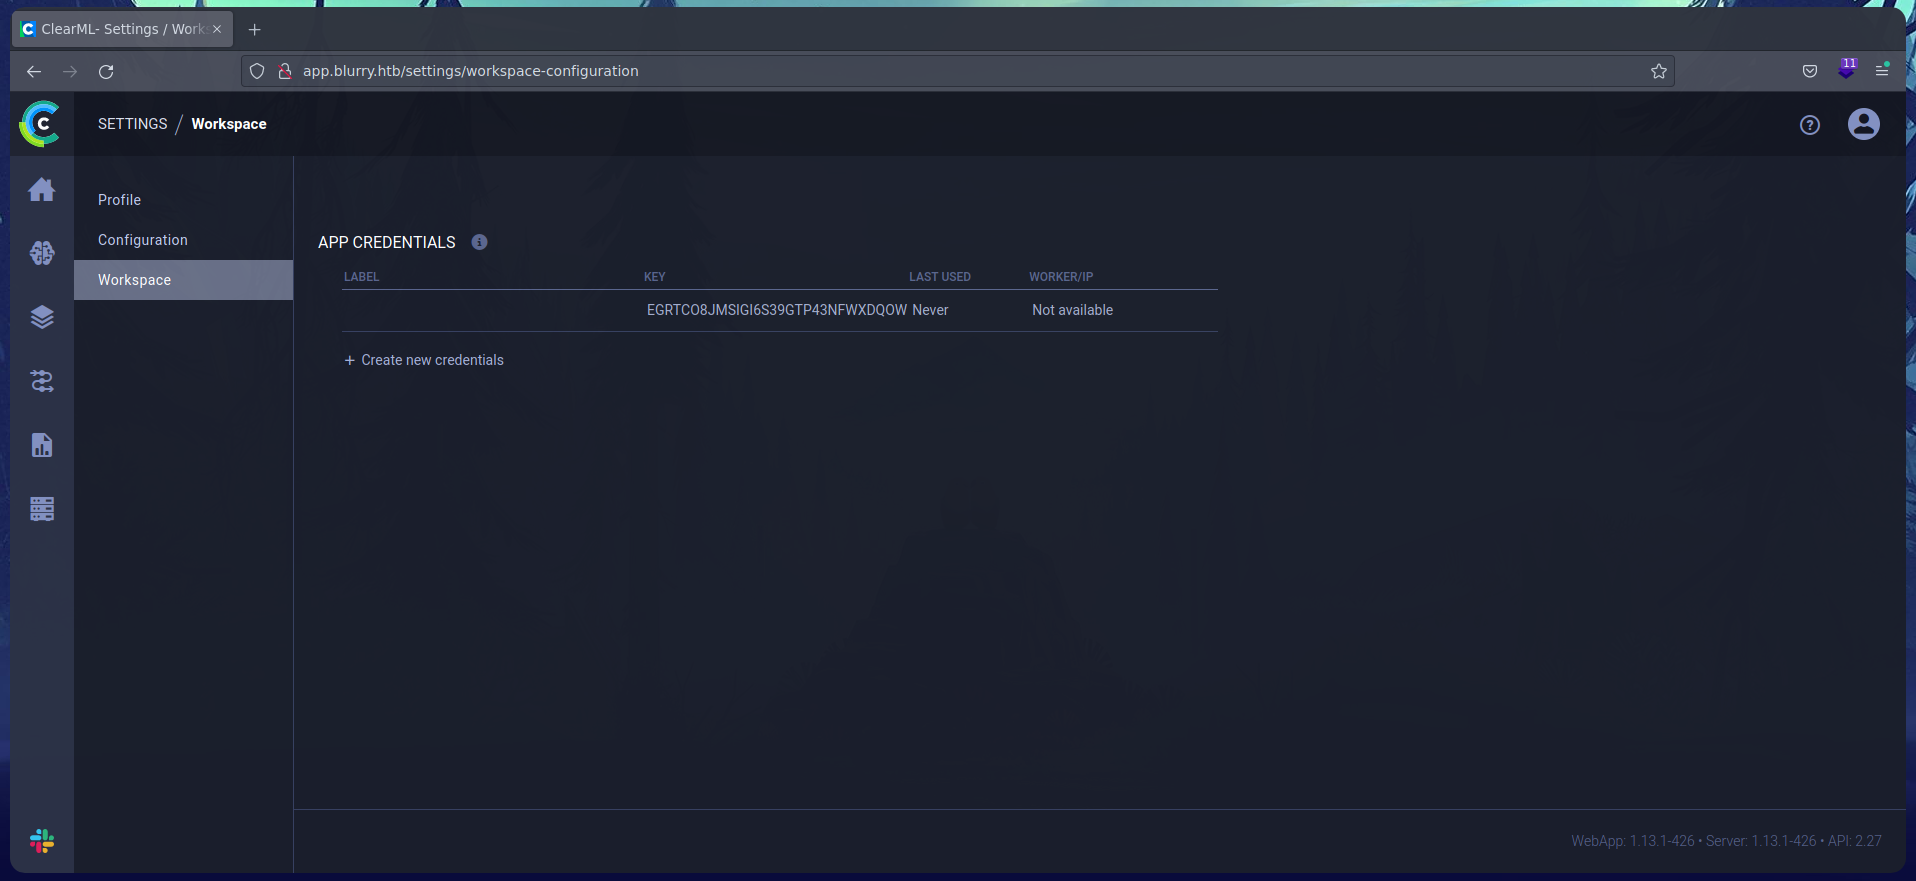 ClearML- Settings / Work
app.blurry.htb/settings/workspace-configuration
11
SETTINGS / Workspace
Profile
Configuration
Workspace
APP CREDENTIALS
LABEL KEY LAST USED WORKER/IP
EGRTCO8JMSIGI6S39GTP43NFWXDQOW Never Not available
+ Create new credentials
WebApp: 1.13.1-426 • Server: 1.13.1-426 • API: 2.27